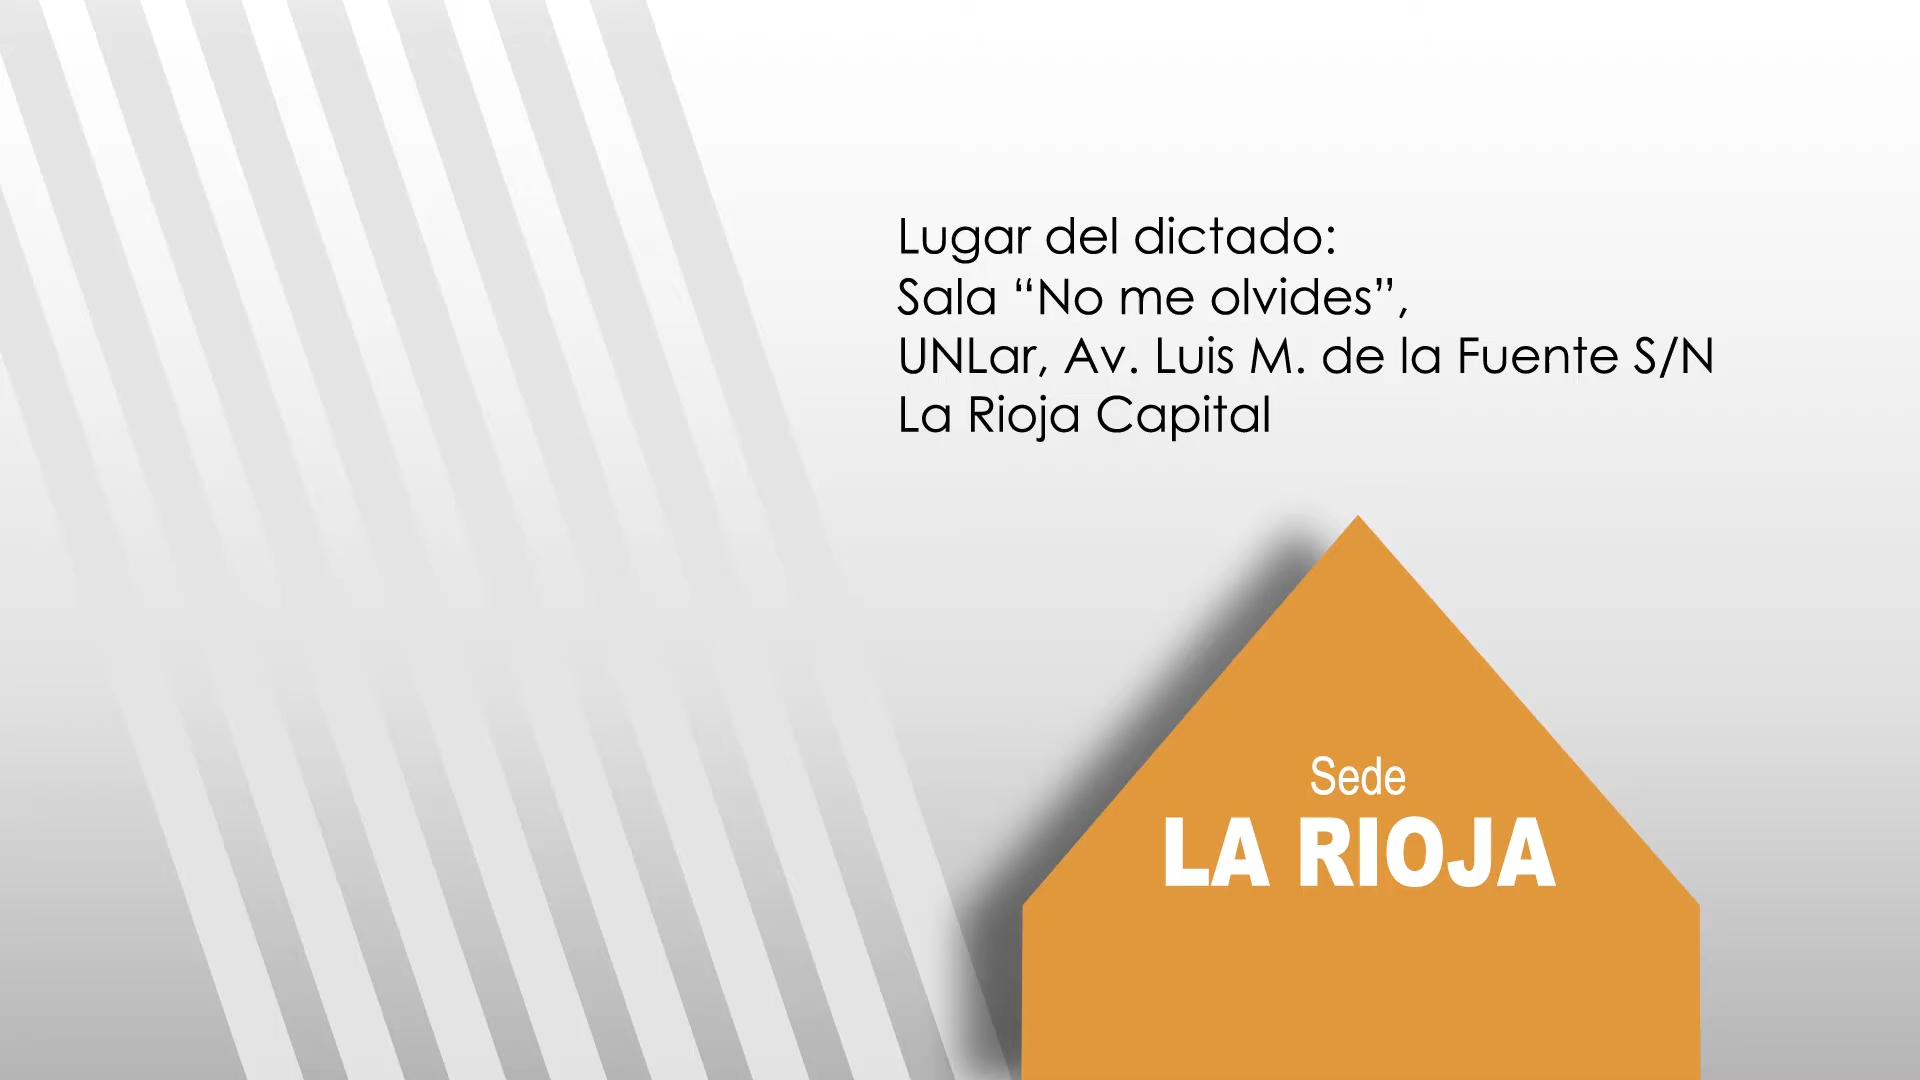 Lugar del dictado:
Sala “No me olvides”,
UNLar, Av. Luis M. de la Fuente S/N
La Rioja Capital
Sede
LA RIOJA